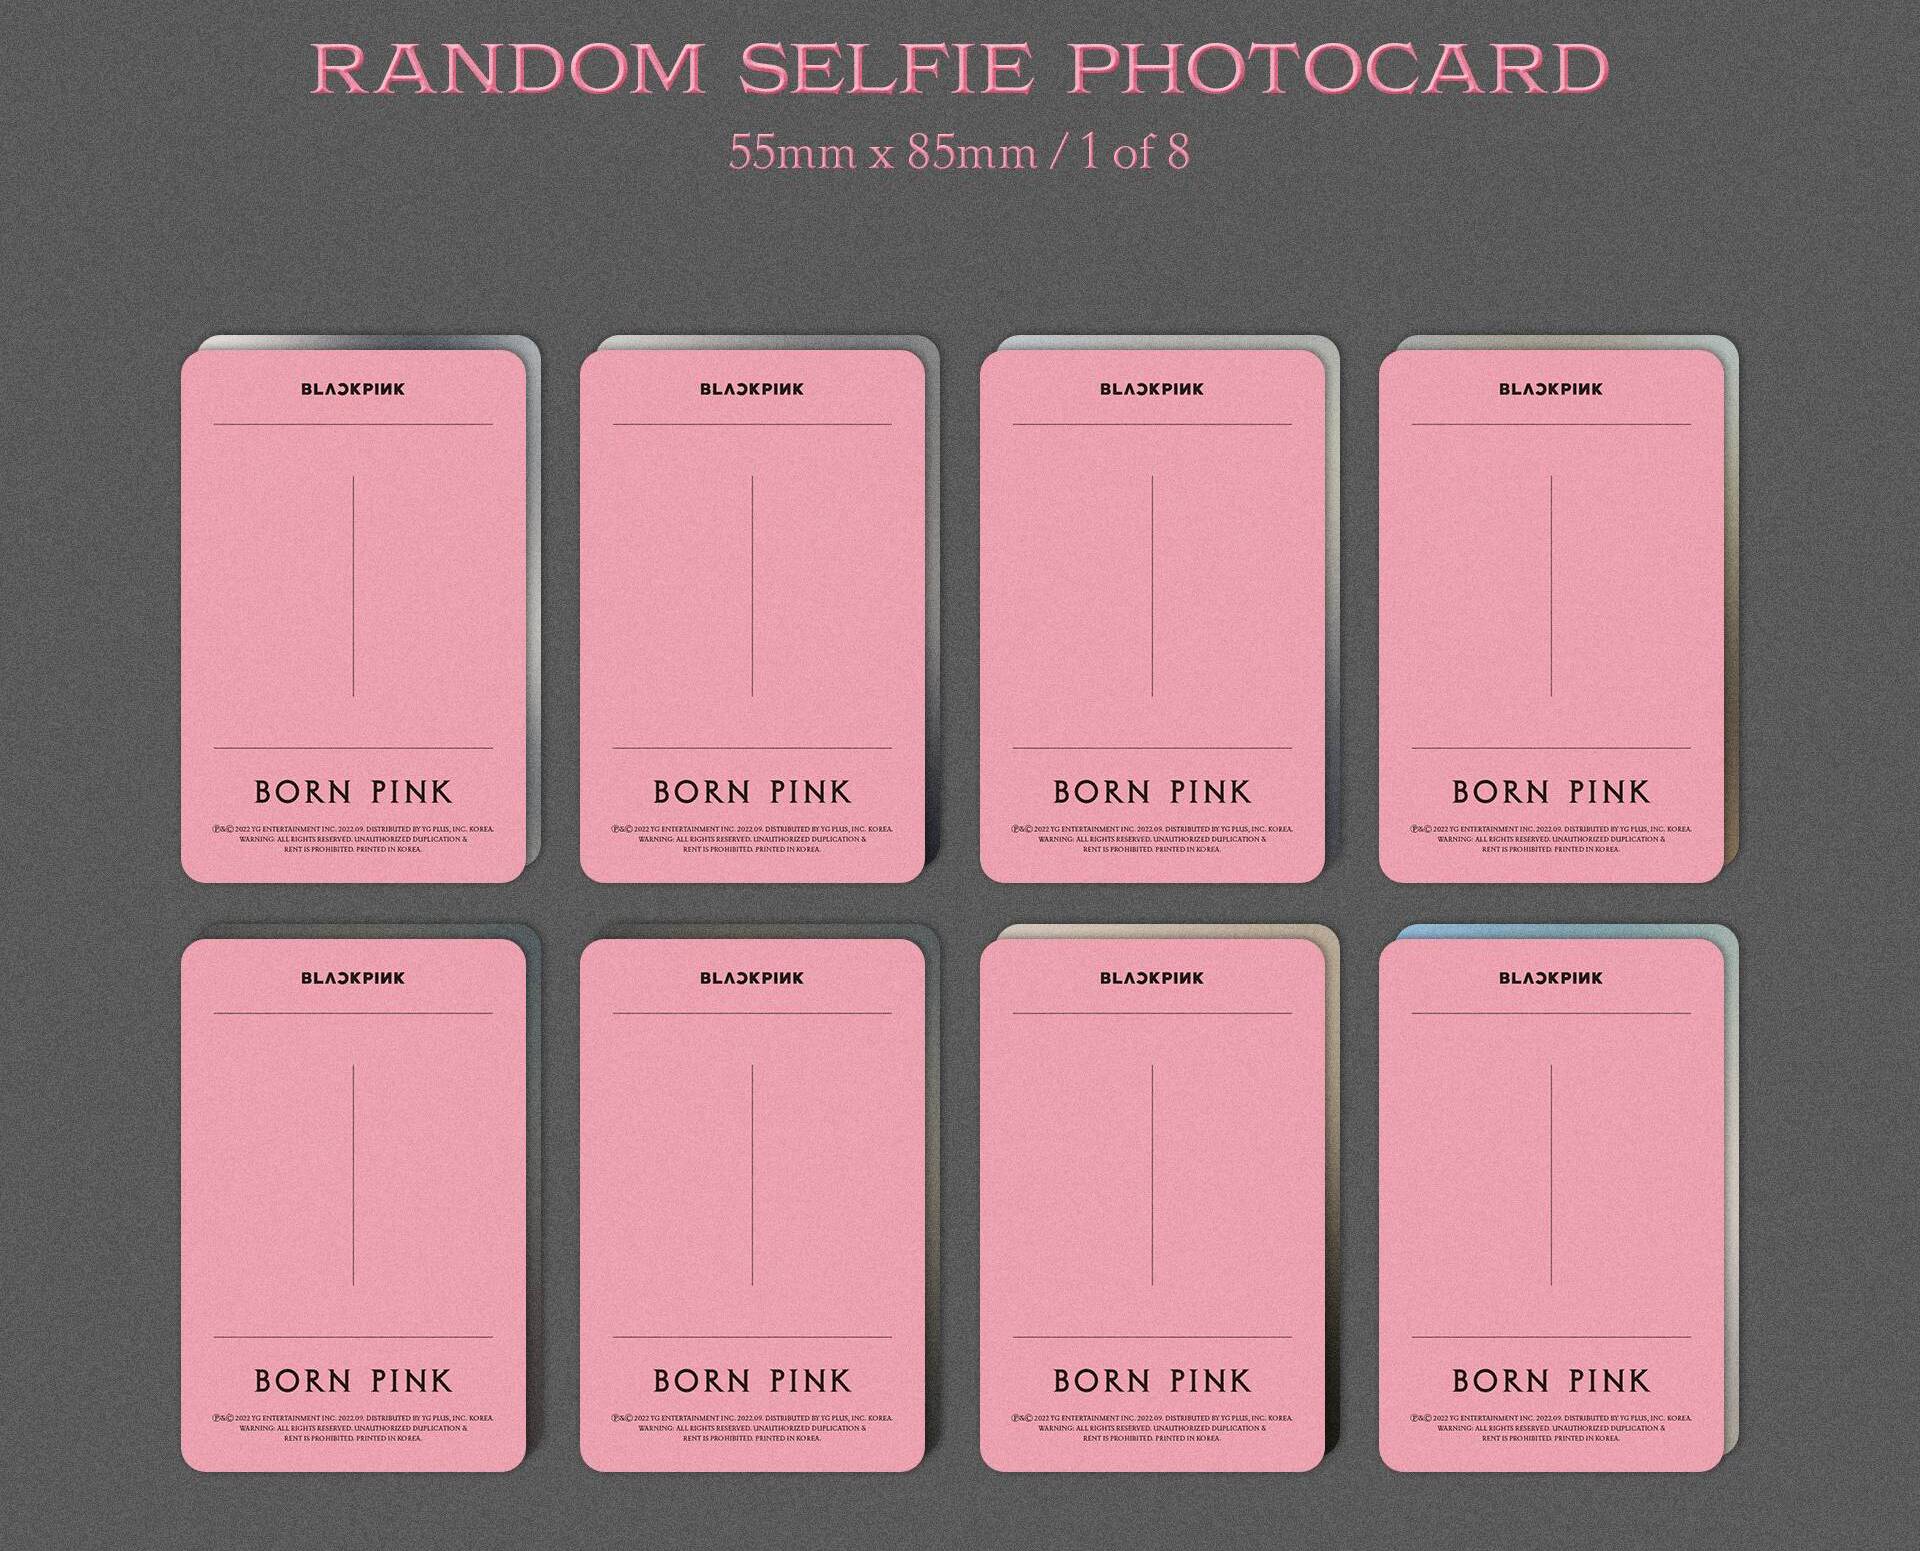 RANDOM SELFIE PHOTOCARD
55mm x 85mm / 1 of 8
BLACKPINK
BORN PINK
Ⓟ&Ⓒ 2022 YG ENTERTAINMENT INC. 2022.09. DISTRIBUTED BY YG PLUS, INC. KOREA.
WARNING: ALL RIGHTS RESERVED. UNAUTHORIZED DUPLICATION &
RENT IS PROHIBITED. PRINTED IN KOREA.
BLACKPINK
BORN PINK
Ⓟ&Ⓒ 2022 YG ENTERTAINMENT INC. 2022.09. DISTRIBUTED BY YG PLUS, INC. KOREA.
WARNING: ALL RIGHTS RESERVED. UNAUTHORIZED DUPLICATION &
RENT IS PROHIBITED. PRINTED IN KOREA.
BLACKPINK
BORN PINK
Ⓟ&Ⓒ 2022 YG ENTERTAINMENT INC. 2022.09. DISTRIBUTED BY YG PLUS, INC. KOREA.
WARNING: ALL RIGHTS RESERVED. UNAUTHORIZED DUPLICATION &
RENT IS PROHIBITED. PRINTED IN KOREA.
BLACKPINK
BORN PINK
Ⓟ&Ⓒ 2022 YG ENTERTAINMENT INC. 2022.09. DISTRIBUTED BY YG PLUS, INC. KOREA.
WARNING: ALL RIGHTS RESERVED. UNAUTHORIZED DUPLICATION &
RENT IS PROHIBITED. PRINTED IN KOREA.
BLACKPINK
BORN PINK
Ⓟ&Ⓒ 2022 YG ENTERTAINMENT INC. 2022.09. DISTRIBUTED BY YG PLUS, INC. KOREA.
WARNING: ALL RIGHTS RESERVED. UNAUTHORIZED DUPLICATION &
RENT IS PROHIBITED. PRINTED IN KOREA.
BLACKPINK
BORN PINK
Ⓟ&Ⓒ 2022 YG ENTERTAINMENT INC. 2022.09. DISTRIBUTED BY YG PLUS, INC. KOREA.
WARNING: ALL RIGHTS RESERVED. UNAUTHORIZED DUPLICATION &
RENT IS PROHIBITED. PRINTED IN KOREA.
BLACKPINK
BORN PINK
Ⓟ&Ⓒ 2022 YG ENTERTAINMENT INC. 2022.09. DISTRIBUTED BY YG PLUS, INC. KOREA.
WARNING: ALL RIGHTS RESERVED. UNAUTHORIZED DUPLICATION &
RENT IS PROHIBITED. PRINTED IN KOREA.
BLACKPINK
BORN PINK
Ⓟ&Ⓒ 2022 YG ENTERTAINMENT INC. 2022.09. DISTRIBUTED BY YG PLUS, INC. KOREA.
WARNING: ALL RIGHTS RESERVED. UNAUTHORIZED DUPLICATION &
RENT IS PROHIBITED. PRINTED IN KOREA.